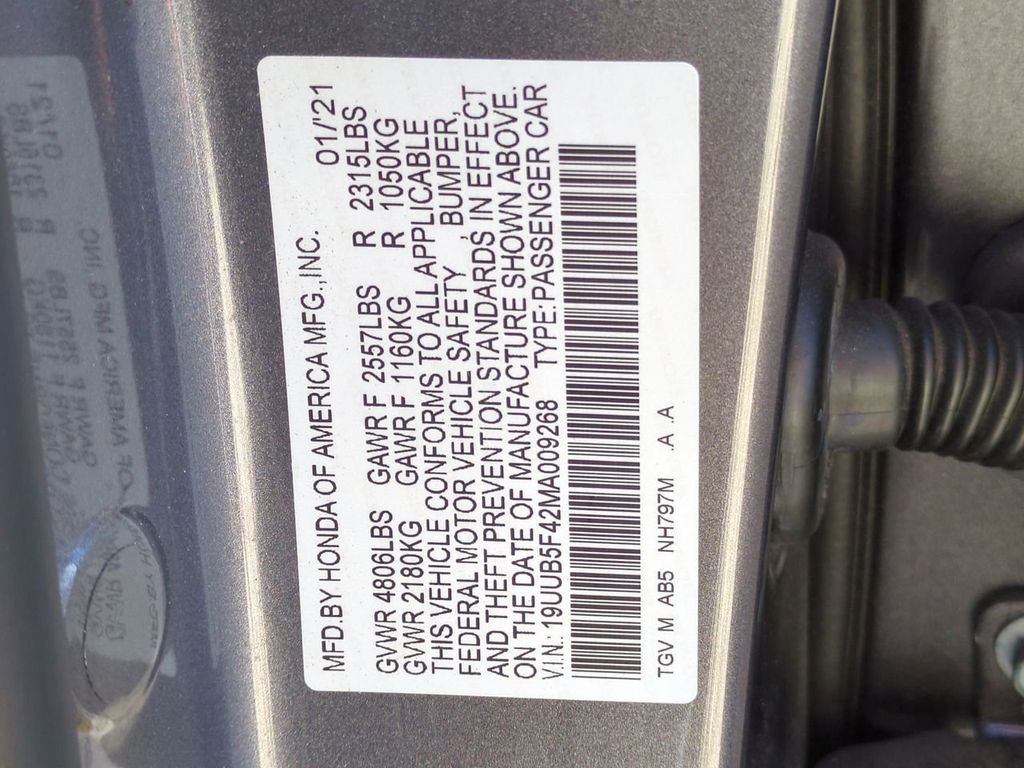 MFD.BY HONDA OF AMERICA MFG.,INC. 01/'21
GVWR 4806LBS GAWR F 2557LBS R 2315LBS
GVWR 2180KG GAWR F 1160KG R 1050KG
THIS VEHICLE CONFORMS TO ALL APPLICABLE
FEDERAL MOTOR VEHICLE SAFETY , BUMPER,
AND THEFT PREVENTION STANDARDS IN EFFECT
ON THE DATE OF MANUFACTURE SHOWN ABOVE.
V.I.N.: 19UUB5F42MA009268 TYPE:PASSENGER CAR
TGV M AB5 NH797M .A .A